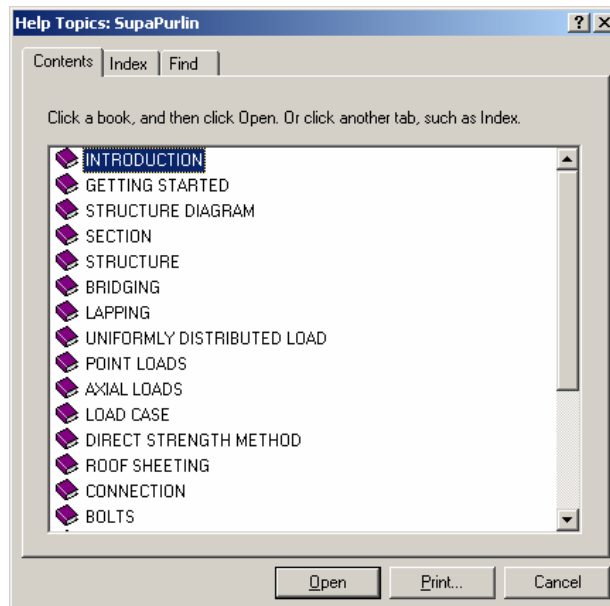 Help Topics: SupaPurlin
Contents Index Find
Click a book, and then click Open. Or click another tab, such as Index.
INTRODUCTION
GETTING STARTED
STRUCTURE DIAGRAM
SECTION
STRUCTURE
BRIDGING
LAPPING
UNIFORMLY DISTRIBUTED LOAD
POINT LOADS
AXIAL LOADS
LOAD CASE
DIRECT STRENGTH METHOD
ROOF SHEETING
CONNECTION
BOLTS
Open Print... Cancel